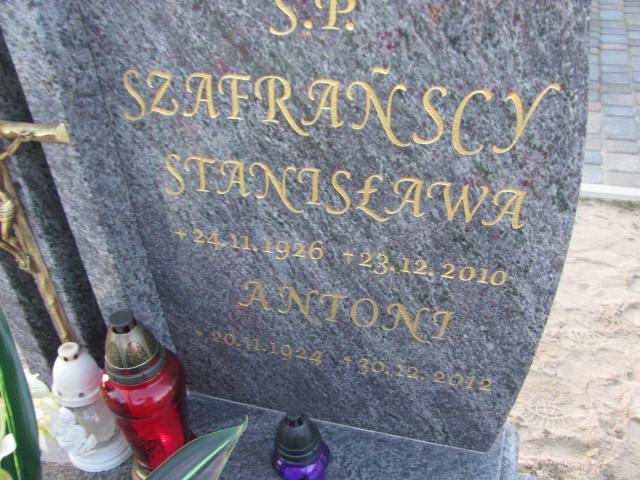 Ś.P.
SZAFRAŃSCY
STANISŁAWA
* 24.11.1926 + 23.12.2010
ANTONI
* 20.11.1924 + 30.12.2012